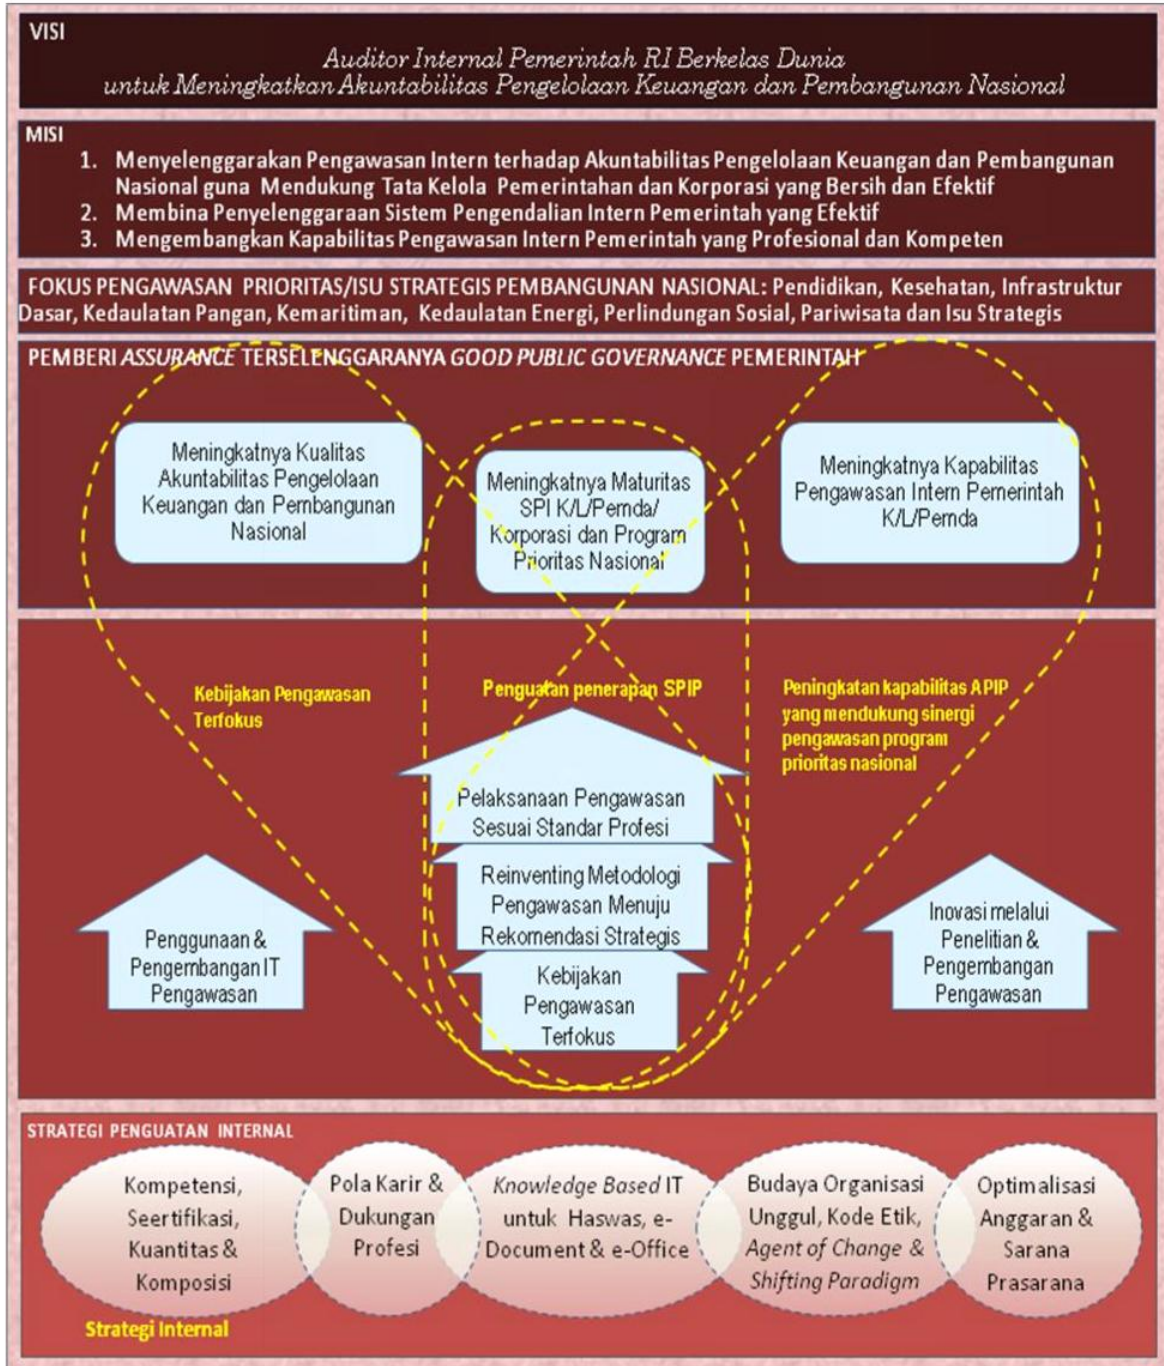 VISI
Auditor Internal Pemerintah RI Berkelas Dunia
untuk Meningkatkan Akuntabilitas Pengelolaan Keuangan dan Pembangunan Nasional
MISI
1. Menyelenggarakan Pengawasan Intern terhadap Akuntabilitas Pengelolaan Keuangan dan Pembangunan
Nasional guna Mendukung Tata Kelola Pemerintahan dan Korporasi yang Bersih dan Efektif
2. Membina Penyelenggaraan Sistem Pengendalian Intern Pemerintah yang Efektif
3. Mengembangkan Kapabilitas Pengawasan Intern Pemerintah yang Profesional dan Kompeten
FOKUS PENGAWASAN PRIORITAS/ISU STRATEGIS PEMBANGUNAN NASIONAL: Pendidikan, Kesehatan, Infrastruktur
Dasar, Kedaulatan Pangan, Kemaritiman, Kedaulatan Energi, Perlindungan Sosial, Pariwisata dan Isu Strategis
PEMBERI ASSURANCE TERSELENGGARANYA GOOD PUBLIC GOVERNANCE PEMERINTAH
Meningkatnya Kualitas
Akuntabilitas Pengelolaan
Keuangan dan Pembangunan
Nasional
Meningkatnya Maturitas
SPI K/L/Pemda/
Korporasi dan Program
Prioritas Nasional
Meningkatnya Kapabilitas
Pengawasan Intern Pemerintah
K/L/Pemda
Kebijakan Pengawasan
Terfokus
Penguatan penerapan SPIP
Peningkatan kapabilitas APIP
yang mendukung sinergi
pengawasan program
prioritas nasional
Pelaksanaan Pengawasan
Sesuai Standar Profesi
Reinventing Metodologi
Pengawasan Menuju
Rekomendasi Strategis
Kebijakan
Pengawasan
Terfokus
Penggunaan &
Pengembangan IT
Pengawasan
Inovasi melalui
Penelitian &
Pengembangan
Pengawasan
STRATEGI PENGUATAN INTERNAL
Kompetensi,
Seertifikasi,
Kuantitas &
Komposisi
Pola Karir &
Dukungan
Profesi
Knowledge Based IT
untuk Haswas, e-
Document & e-Office
Budaya Organisasi
Unggul, Kode Etik,
Agent of Change &
Shifting Paradigm
Optimalisasi
Anggaran &
Sarana
Prasarana
Strategi Internal